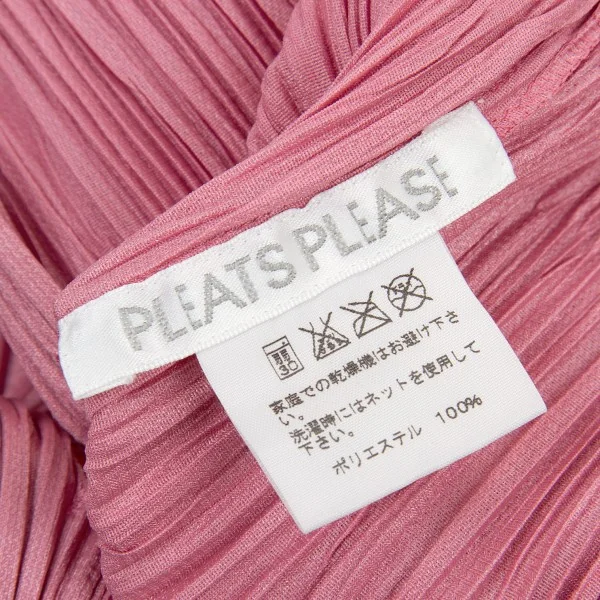 PLEATS PLEASE
家庭での乾燥機はお避け下さ
い。
洗濯時にはネットを使用して
下さい。
ポリエステル 100%